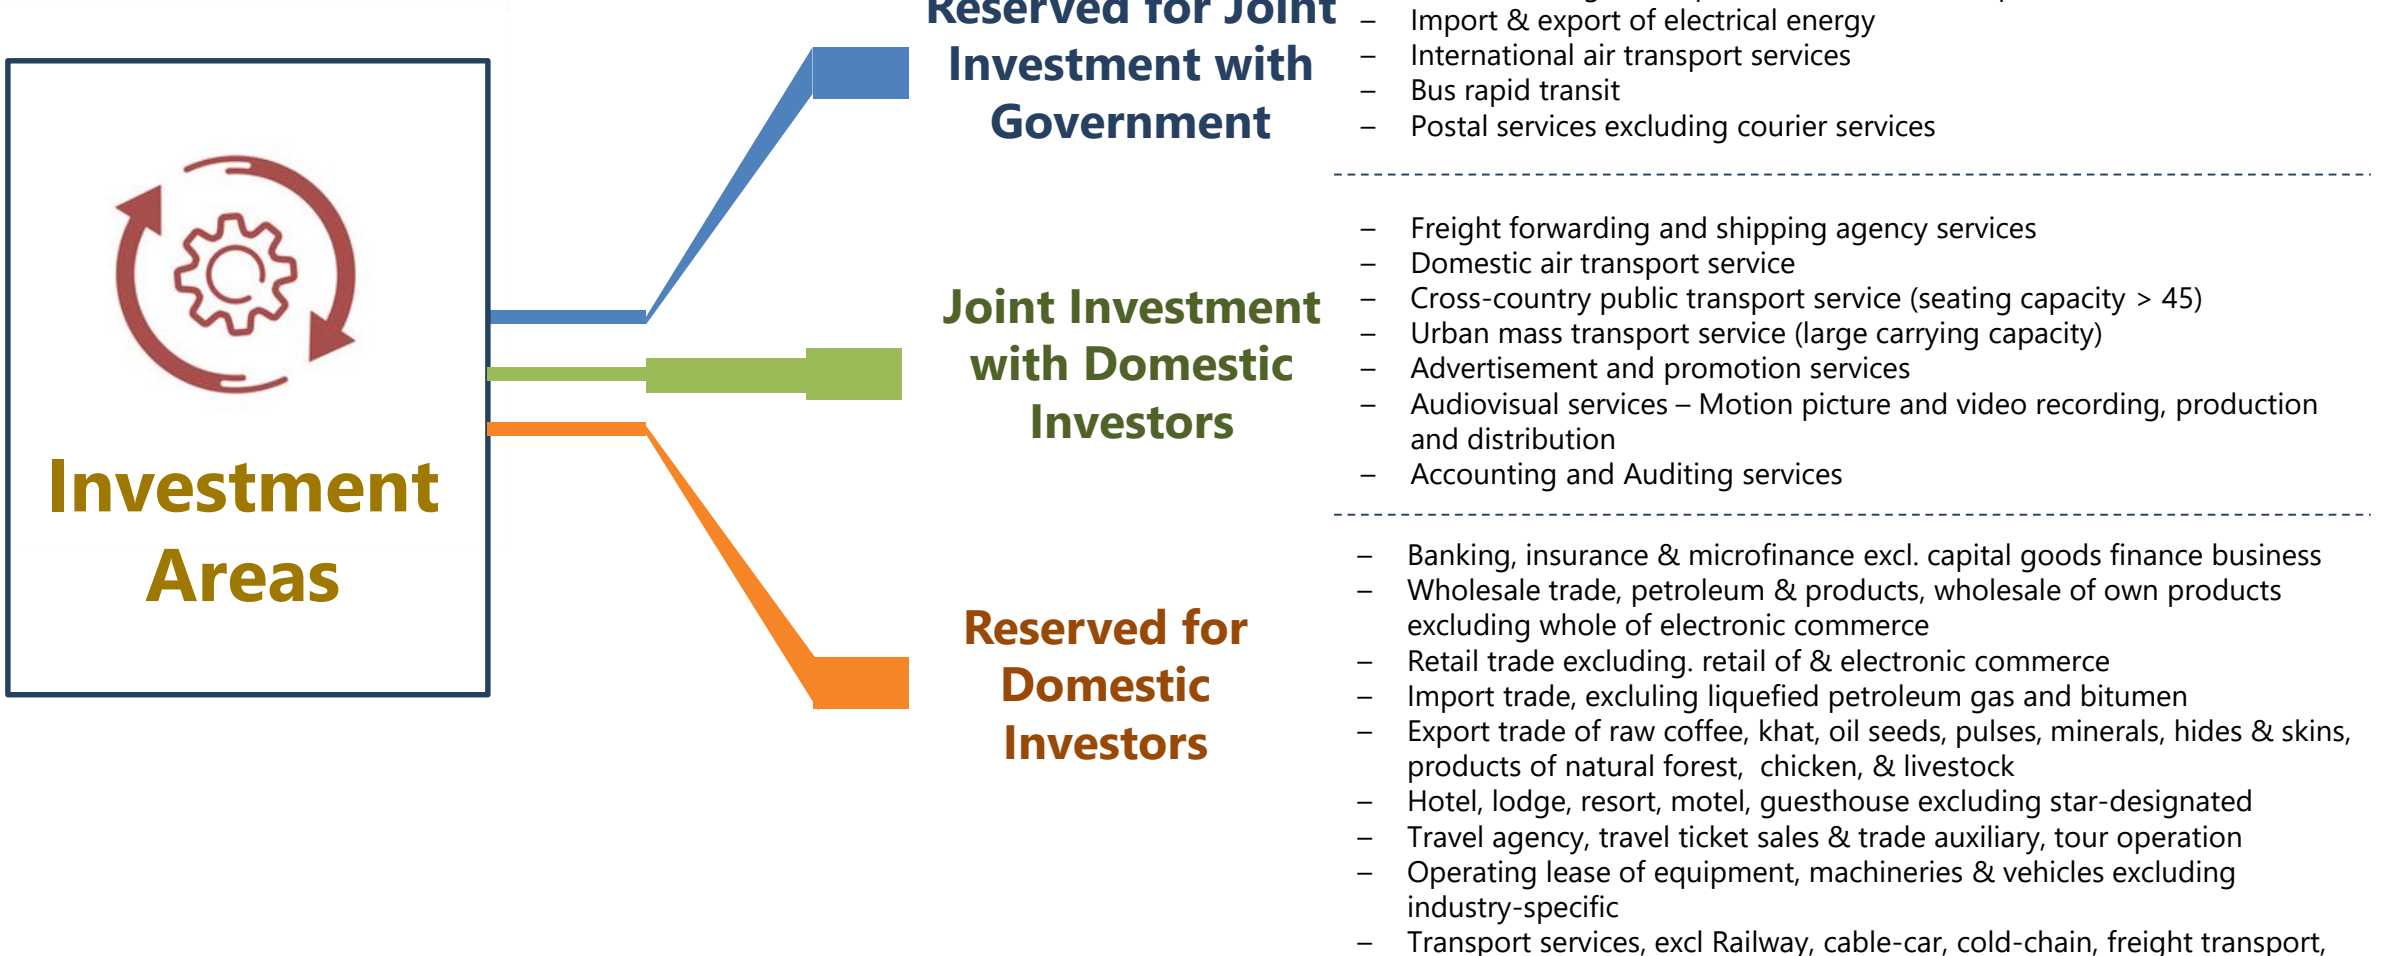 Investment
Areas
Reserved for Joint
Investment with
Government
– Import & export of electrical energy
– International air transport services
– Bus rapid transit
– Postal services excluding courier services
Joint Investment
with Domestic
Investors
– Freight forwarding and shipping agency services
– Domestic air transport service
– Cross-country public transport service (seating capacity > 45)
– Urban mass transport service (large carrying capacity)
– Advertisement and promotion services
– Audiovisual services – Motion picture and video recording, production
and distribution
– Accounting and Auditing services
Reserved for
Domestic
Investors
– Banking, insurance & microfinance excl. capital goods finance business
– Wholesale trade, petroleum & products, wholesale of own products
excluding whole of electronic commerce
– Retail trade excluding. retail of & electronic commerce
– Import trade, excluling liquefied petroleum gas and bitumen
– Export trade of raw coffee, khat, oil seeds, pulses, minerals, hides & skins,
products of natural forest, chicken, & livestock
– Hotel, lodge, resort, motel, guesthouse excluding star-designated
– Travel agency, travel ticket sales & trade auxiliary, tour operation
– Operating lease of equipment, machineries & vehicles excluding
industry-specific
– Transport services, excl Railway, cable-car, cold-chain, freight transport,